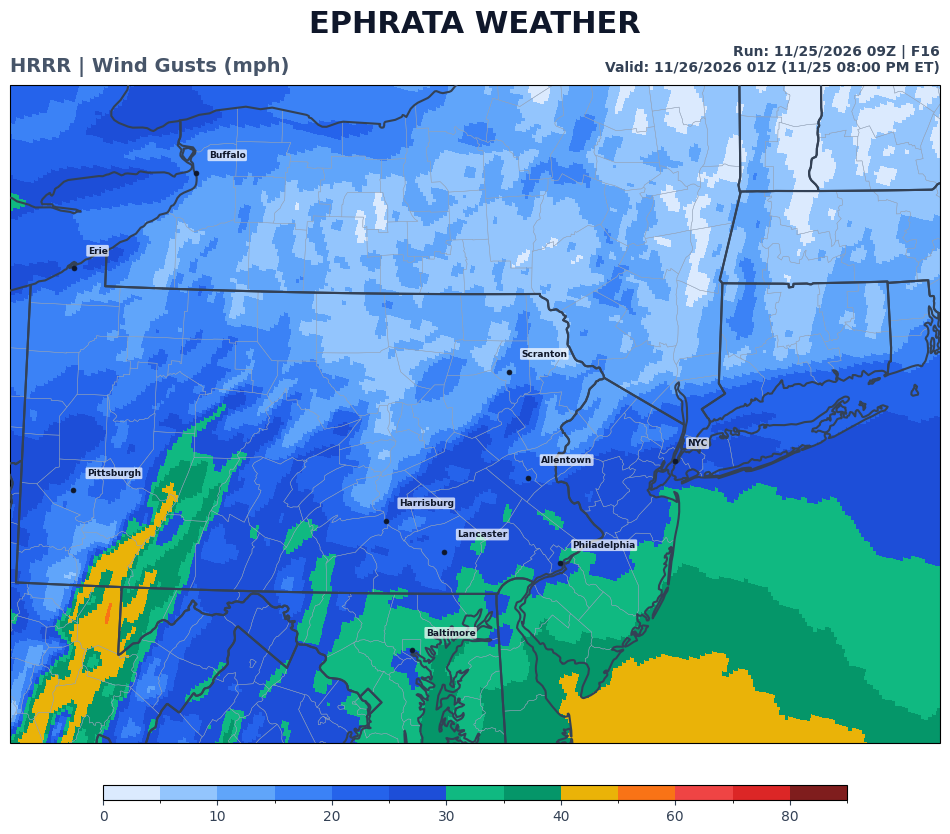 EPHRATA WEATHER
HRRR | Wind Gusts (mph)
Run: 11/25/2026 09Z | F16
Valid: 11/26/2026 01Z (11/25 08:00 PM ET)
Buffalo
Erie
Scranton
NYC
Allentown
Pittsburgh
Harrisburg
Lancaster
Philadelphia
Baltimore
0 10 20 30 40 60 80